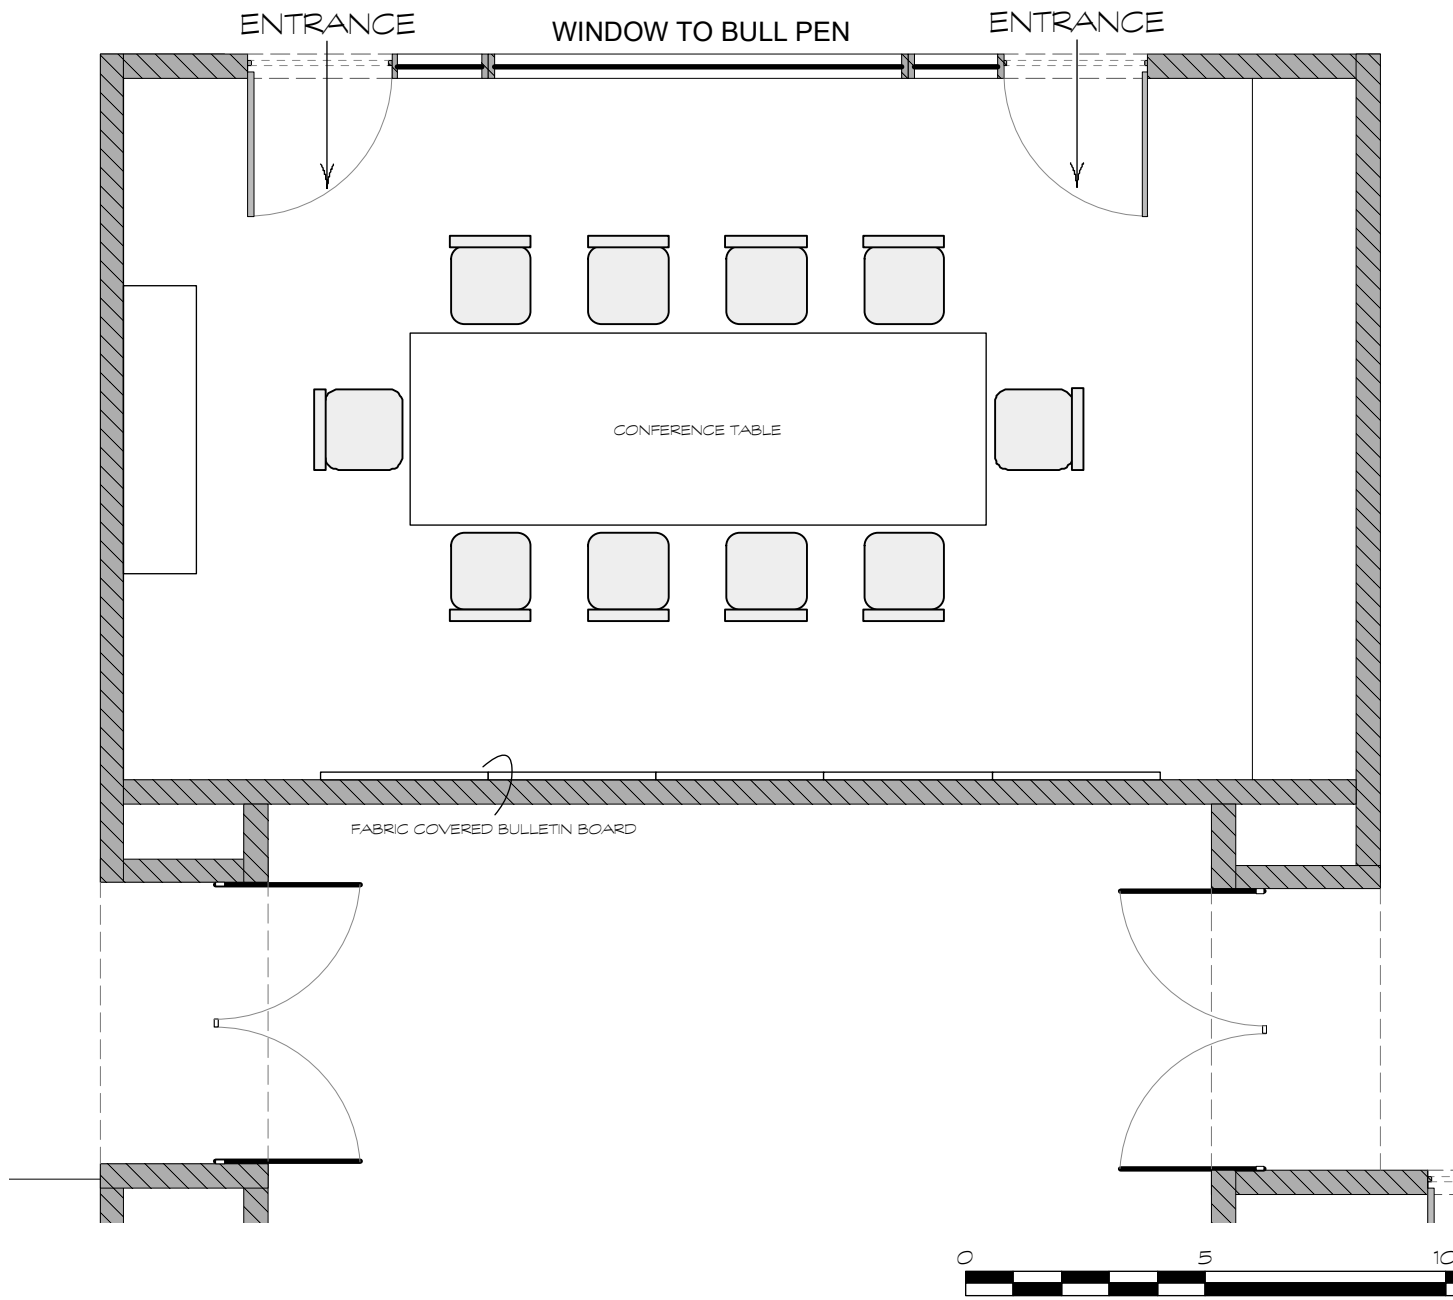 ENTRANCE
WINDOW TO BULL PEN
ENTRANCE
CONFERENCE TABLE
FABRIC COVERED BULLETIN BOARD
0 5 10